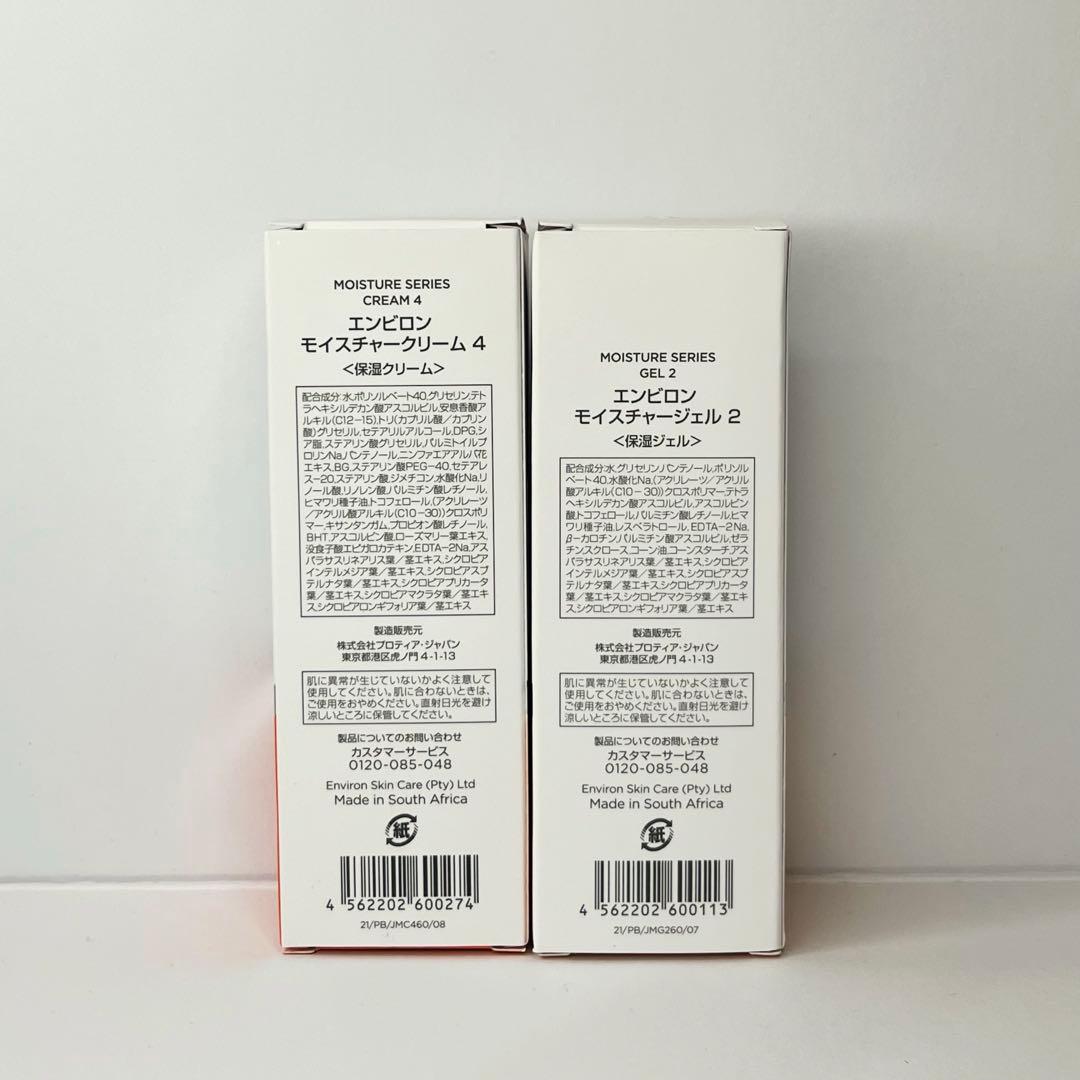 MOISTURE SERIES
CREAM 4
エンビロン
モイスチャークリーム 4
<保湿クリーム>
配合成分:水,ポリソルベート40,グリセリン,テト
ラヘキシルデカン酸アスコルビル,安息香酸ア
ルキル(C12-15),トリ(カプリル酸/カプリン
酸)グリセリル,セテアリルアルコール,DPG,シ
ア脂,ステアリン酸グリセリル,パルミトイルプ
ロリンNa,パンテノール,ニンファエアアルバ花
エキス,BG,ステアリン酸PEG-40,セテアレ
ス-20,ステアリン酸,ジメチコン,水酸化Na,リ
ノール酸,リノレン酸,パルミチン酸レチノール,
ヒマワリ種子油,トコフェロール,(アクリレーツ
/アクリル酸アルキル(C10-30))クロスポリ
マー,キサンタンガム,プロピオン酸レチノール,
BHT,アスコルビン酸,ローズマリー葉エキス,
没食子酸エピガロカテキン,EDTA-2Na,アス
パラサスリネアリス葉/茎エキス,シクロピア
インテルメジア葉/茎エキス,シクロピアスブ
テルナタ葉/茎エキス,シクロピアプリカータ
葉/茎エキス,シクロピアマクラタ葉/茎エキ
ス,シクロピアロンギフォリア葉/茎エキス
製造販売元
株式会社プロティア・ジャパン
東京都港区虎ノ門 4-1-13
肌に異常が生じていないかよく注意して
使用してください。肌に合わないときは、
ご使用をおやめください。直射日光を避け
涼しいところに保管してください。
製品についてのお問い合わせ
カスタマーサービス
0120-085-048
Environ Skin Care (Pty) Ltd
Made in South Africa
紙
4 562202 600274
21/PB/JMC460/08
MOISTURE SERIES
GEL 2
エンビロン
モイスチャージェル 2
<保湿ジェル>
配合成分:水,グリセリン,パンテノール,ポリソル
ベート40,水酸化Na,(アクリレーツ/アクリル
酸アルキル(C10-30))クロスポリマー,テトラ
ヘキシルデカン酸アスコルビル,アスコルビン
酸,トコフェロール,パルミチン酸レチノール,ヒマ
ワリ種子油,レスベラトロール,EDTA-2Na,
β-カロチン,パルミチン酸アスコルビル,ゼラ
チン,スクロース,コーン油,コーンスターチ,アス
パラサスリネアリス葉/茎エキス,シクロピア
インテルメジア葉/茎エキス,シクロピアスブ
テルナタ葉/茎エキス,シクロピアプリカータ
葉/茎エキス,シクロピアマクラタ葉/茎エキ
ス,シクロピアロンギフォリア葉/茎エキス
製造販売元
株式会社プロティア・ジャパン
東京都港区虎ノ門 4-1-13
肌に異常が生じていないかよく注意して
使用してください。肌に合わないときは、
ご使用をおやめください。直射日光を避け
涼しいところに保管してください。
製品についてのお問い合わせ
カスタマーサービス
0120-085-048
Environ Skin Care (Pty) Ltd
Made in South Africa
紙
4 562202 600113
21/PB/JMG260/07